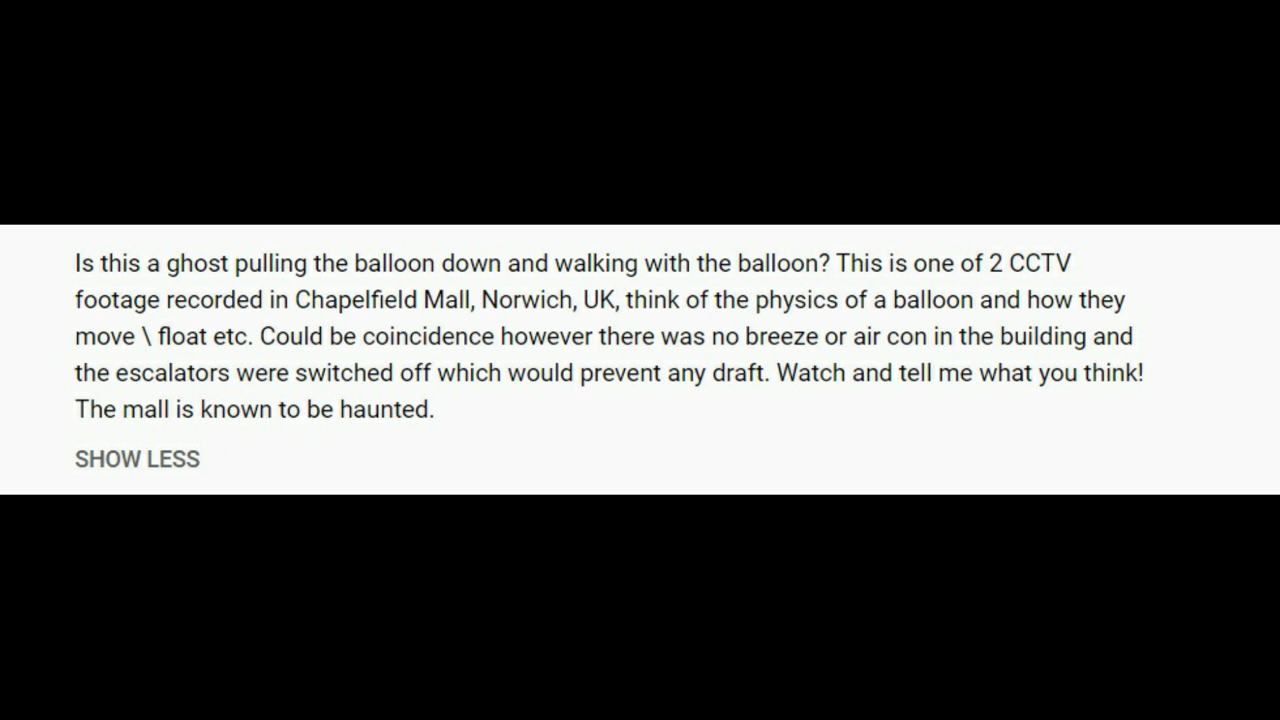 Is this a ghost pulling the balloon down and walking with the balloon? This is one of 2 CCTV
footage recorded in Chapelfield Mall, Norwich, UK, think of the physics of a balloon and how they
move \ float etc. Could be coincidence however there was no breeze or air con in the building and
the escalators were switched off which would prevent any draft. Watch and tell me what you think!
The mall is known to be haunted.
SHOW LESS